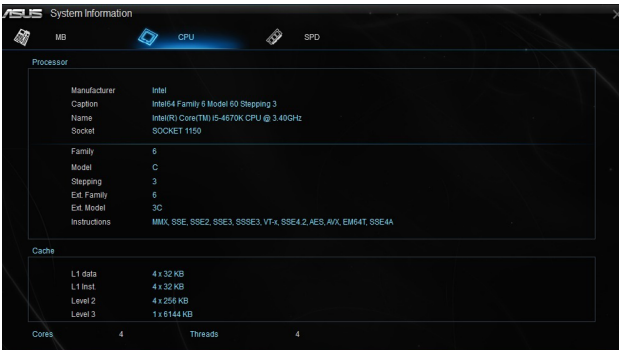 ASUS System Information
MB CPU SPD
Processor
Manufacturer Intel
Caption Intel64 Family 6 Model 60 Stepping 3
Name Intel(R) Core(TM) i5-4670K CPU @ 3.40GHz
Socket SOCKET 1150
Family 6
Model C
Stepping 3
Ext. Family 6
Ext. Model 3C
Instructions MMX, SSE, SSE2, SSE3, SSSE3, VT-x, SSE4.2, AES, AVX, EM64T, SSE4A
Cache
L1 data 4 x 32 KB
L1 Inst. 4 x 32 KB
Level 2 4 x 256 KB
Level 3 1 x 6144 KB
Cores 4 Threads 4